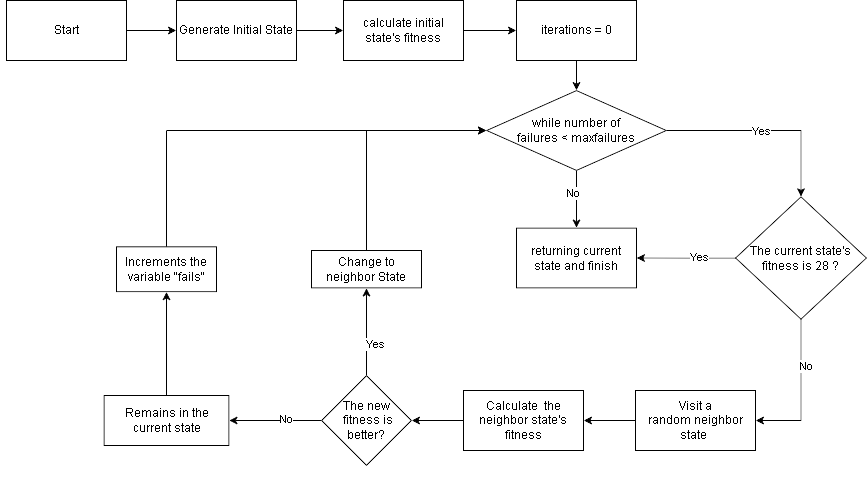 Start
Generate Initial State
calculate initial
state's fitness
iterations = 0
while number of
failures < maxfailures
Yes
No
Increments the
variable "fails"
Change to
neighbor State
returning current
state and finish
Yes
The current state's
fitness is 28 ?
Yes
No
Remains in the
current state
No
The new
fitness is
better?
Calculate the
neighbor state's
fitness
Visit a
random neighbor
state